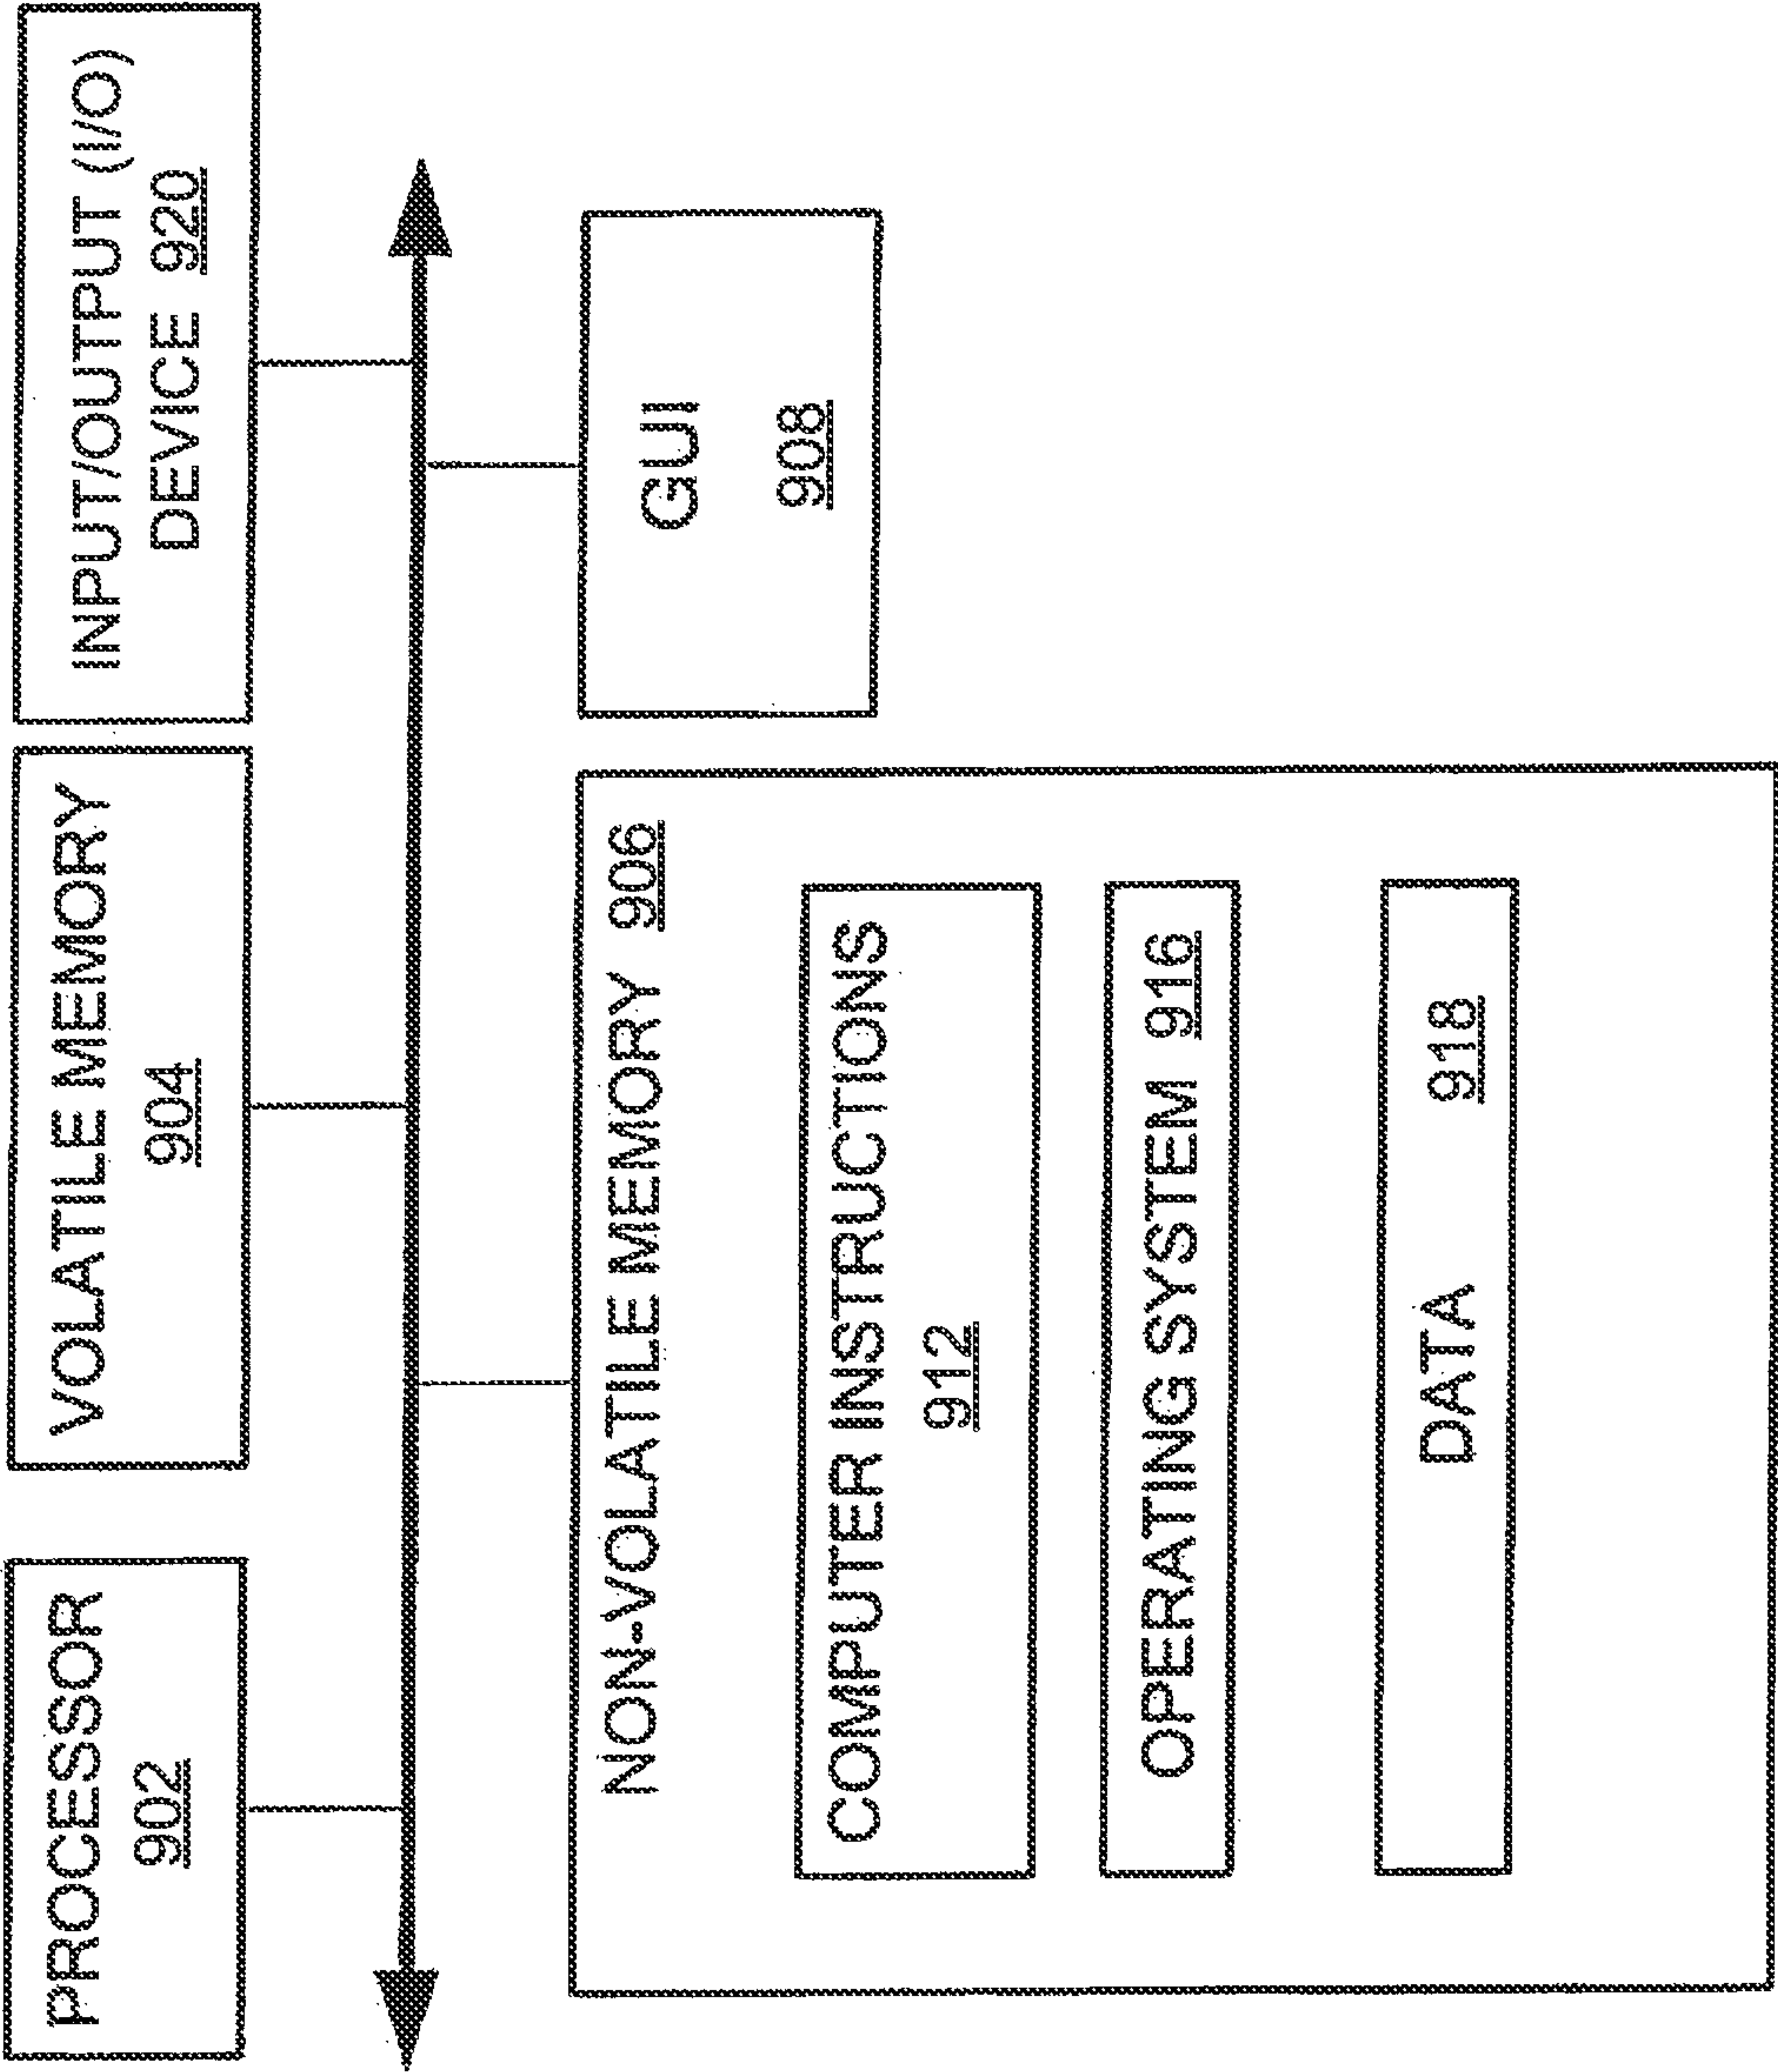 PROCESSOR
902
VOLATILE MEMORY
904
INPUT/OUTPUT (I/O)
DEVICE 920
NON-VOLATILE MEMORY 906
COMPUTER INSTRUCTIONS
912
OPERATING SYSTEM 916
DATA 918
GUI
908